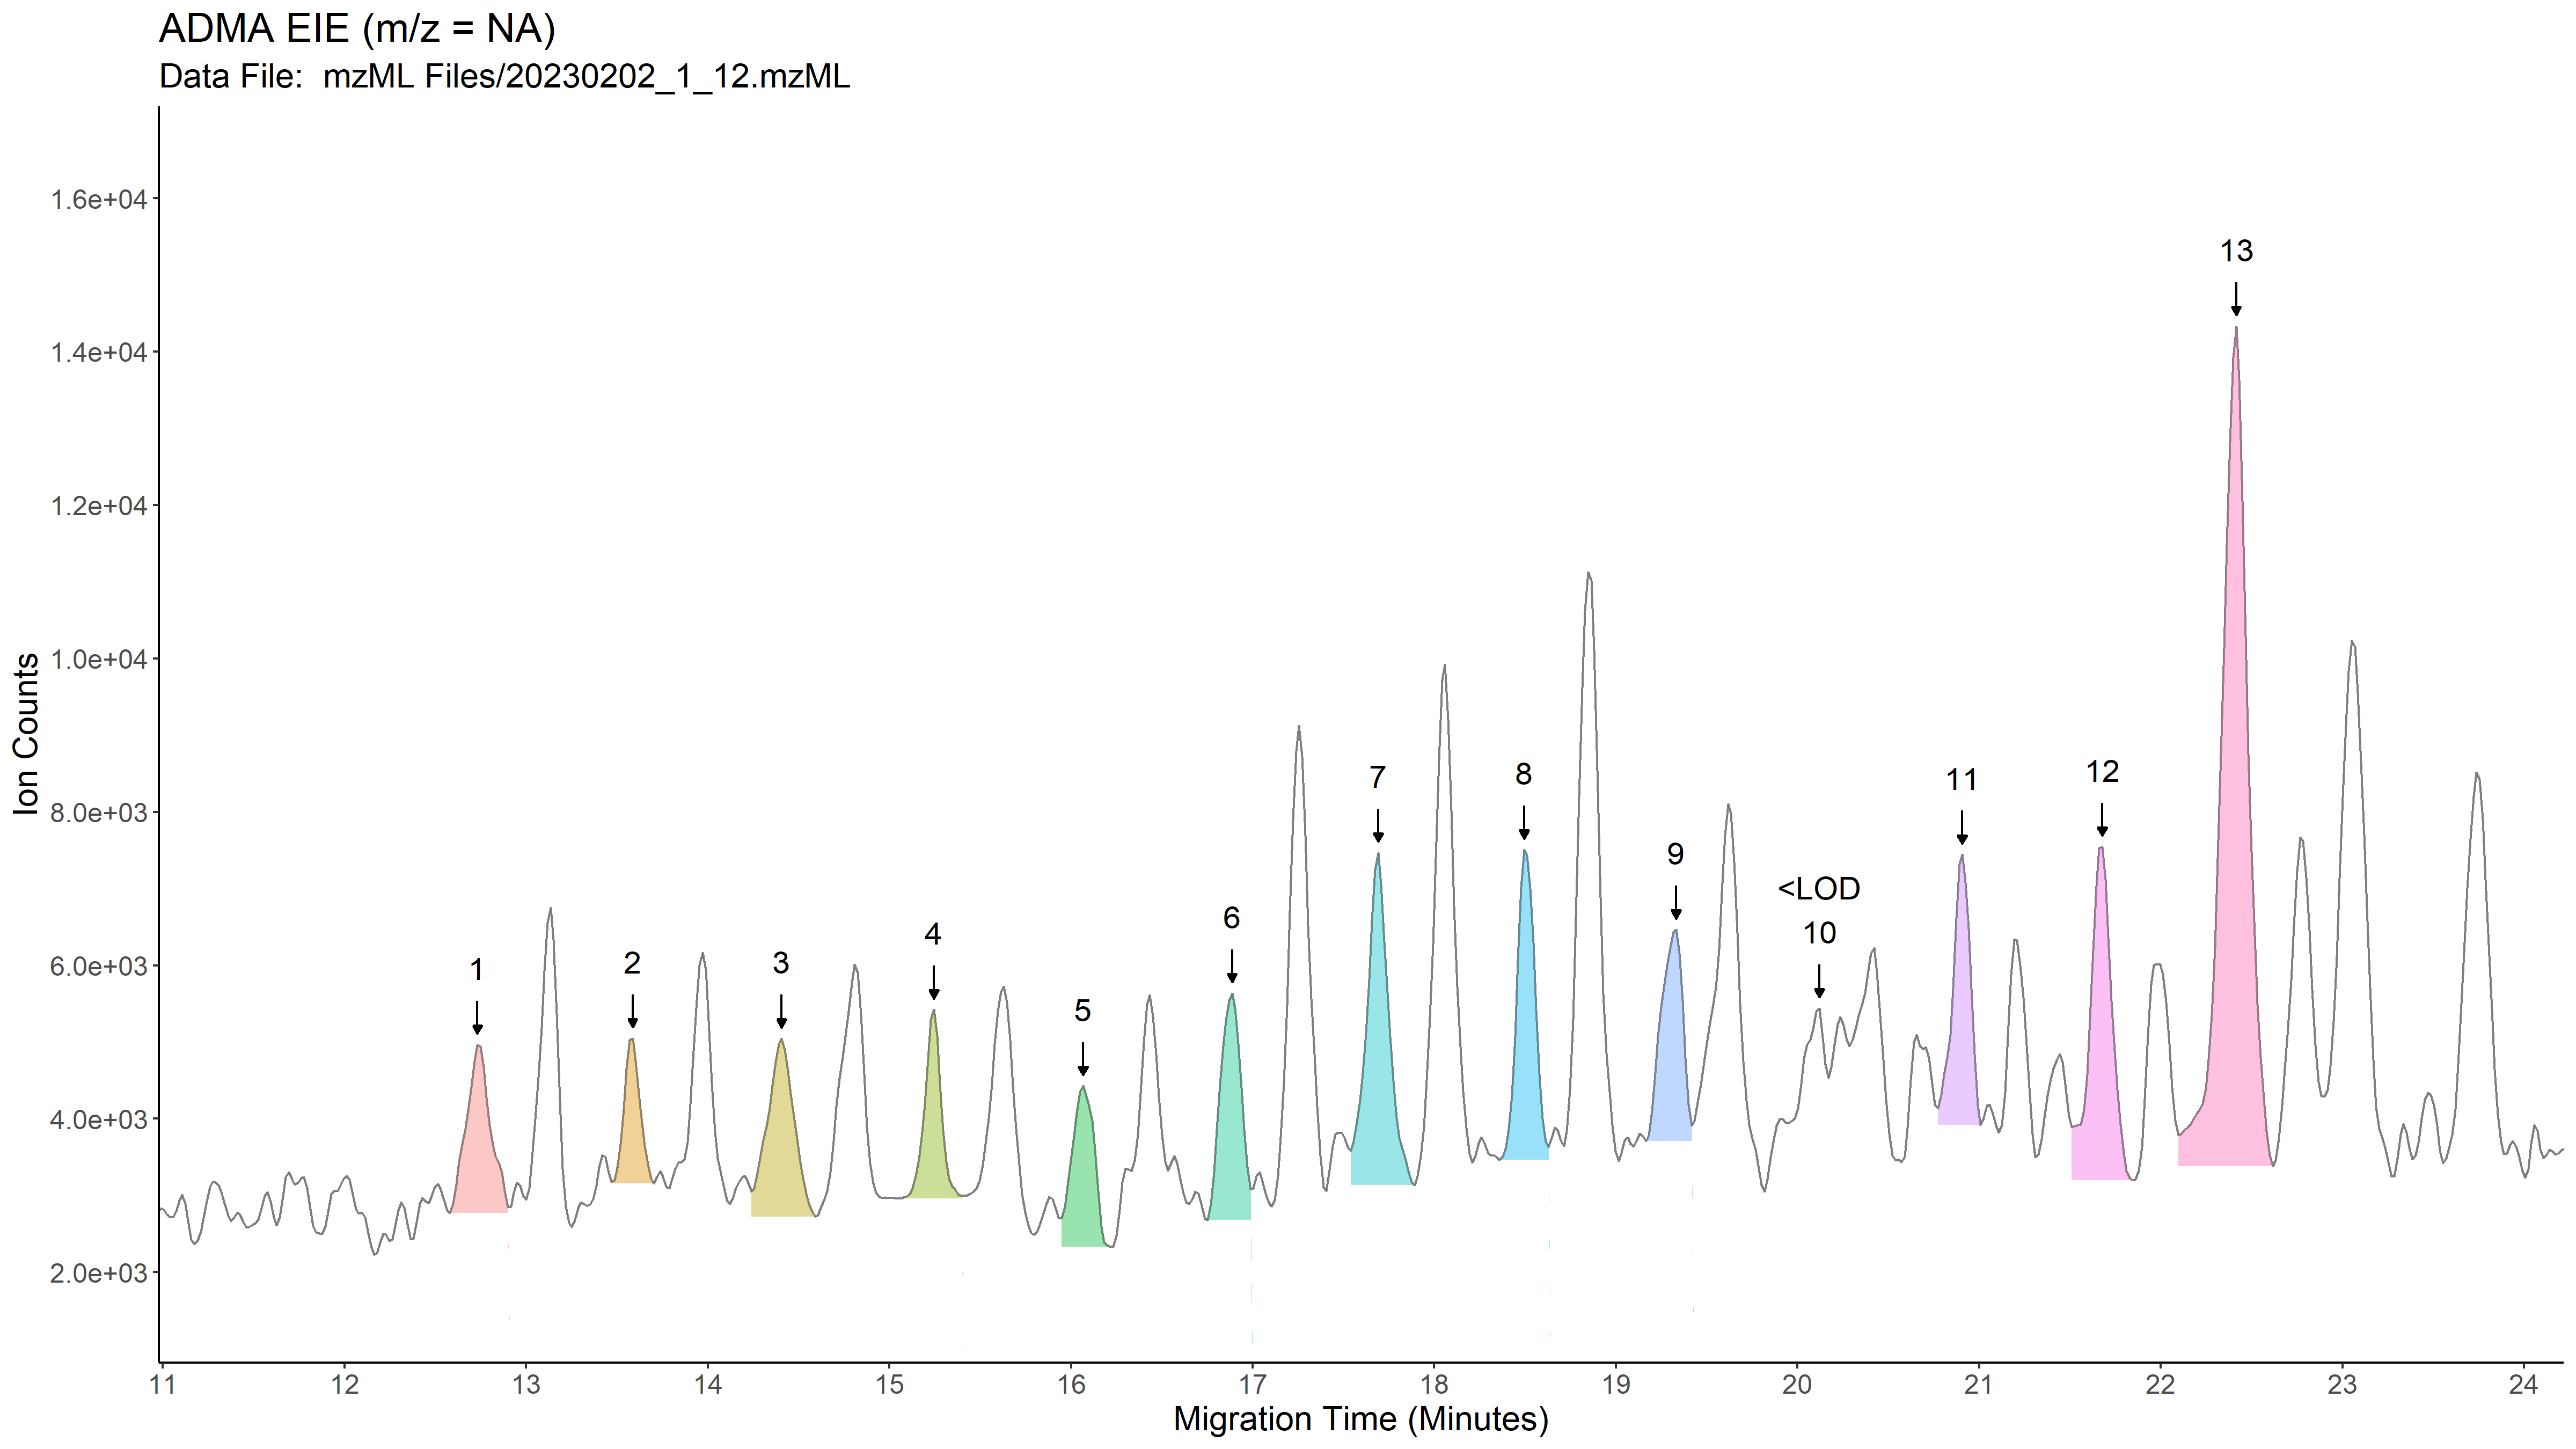 ADMA EIE (m/z = NA)
Data File:  mzML Files/20230202_1_12.mzML
13
1.6e+04
1.4e+04
1.2e+04
1.0e+04
8.0e+03
6.0e+03
4.0e+03
2.0e+03
Ion Counts
1
2
3
4
5
6
7
8
9
<LOD
10
11
12
11 12 13 14 15 16 17 18 19 20 21 22 23 24
Migration Time (Minutes)